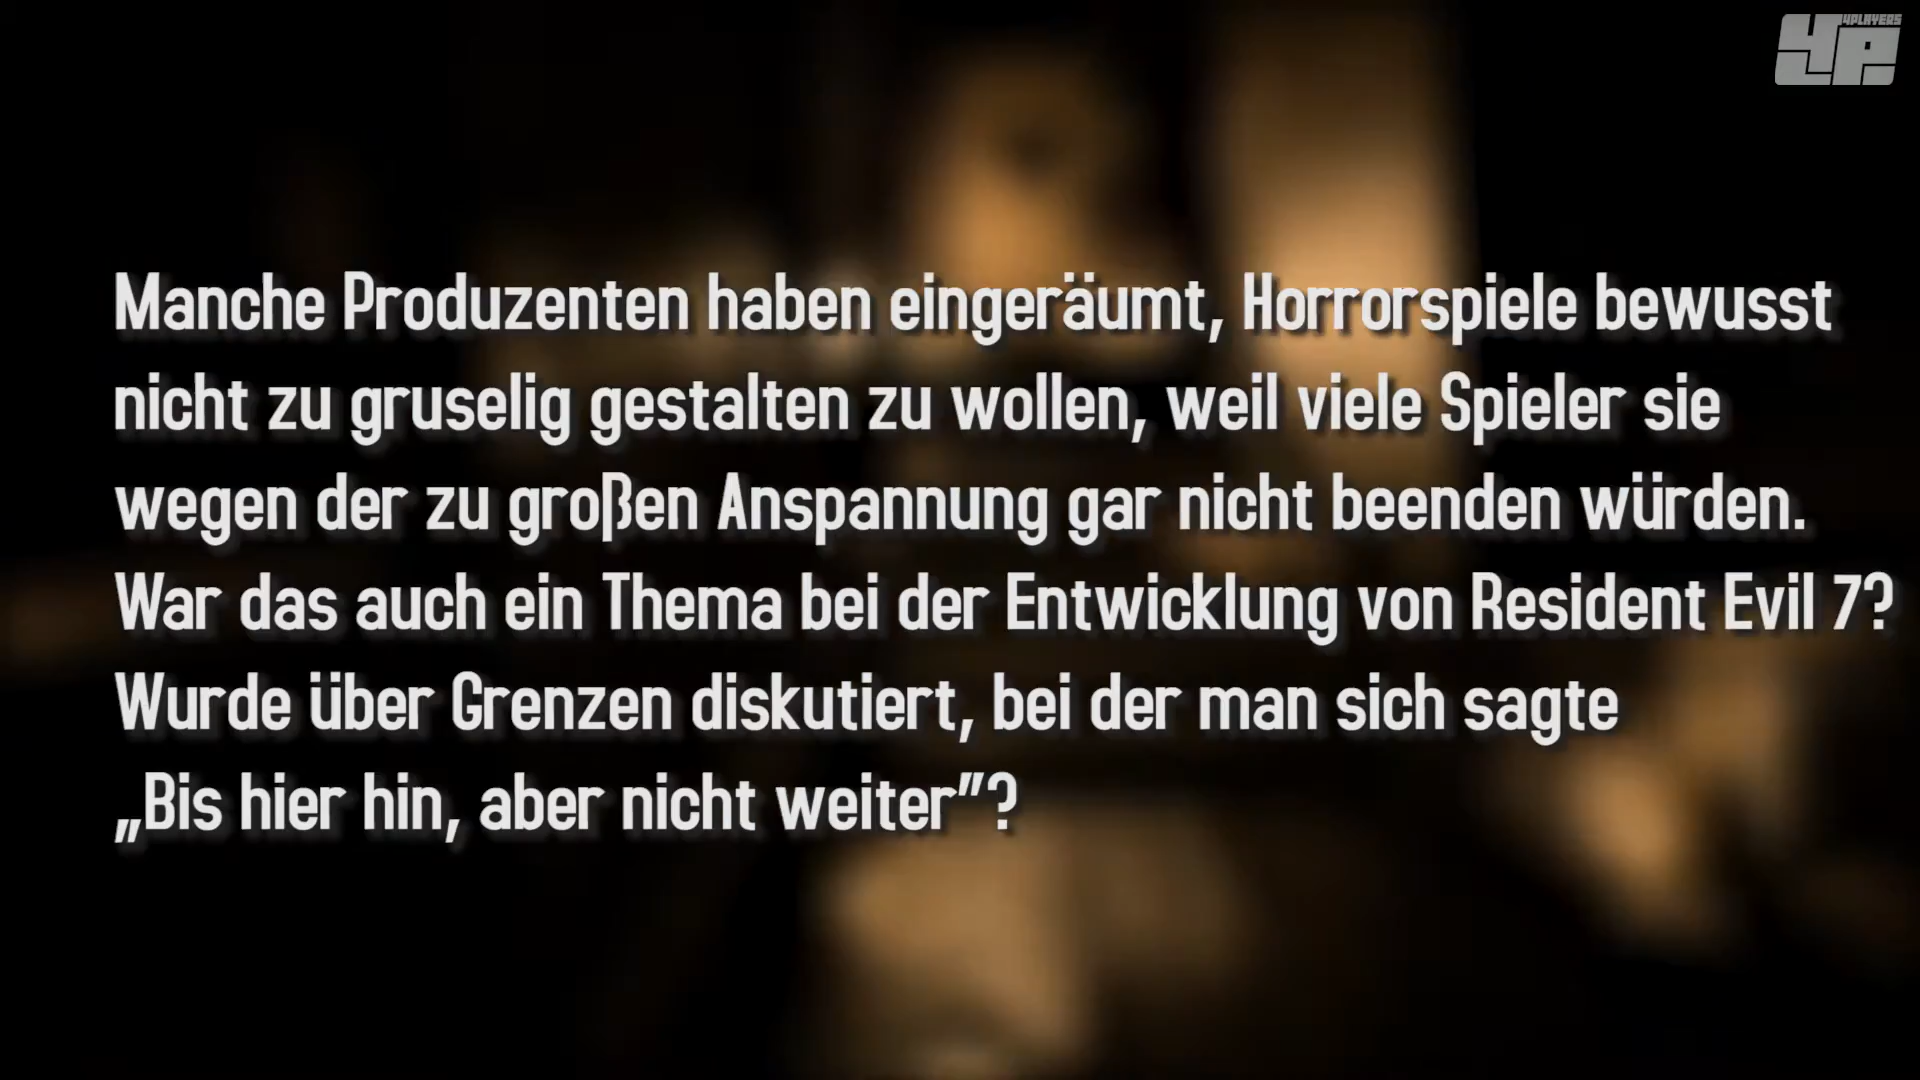 4PLAYERS
4P
Manche Produzenten haben eingeräumt, Horrorspiele bewusst
nicht zu gruselig gestalten zu wollen, weil viele Spieler sie
wegen der zu großen Anspannung gar nicht beenden würden.
War das auch ein Thema bei der Entwicklung von Resident Evil 7?
Wurde über Grenzen diskutiert, bei der man sich sagte
„Bis hier hin, aber nicht weiter”?